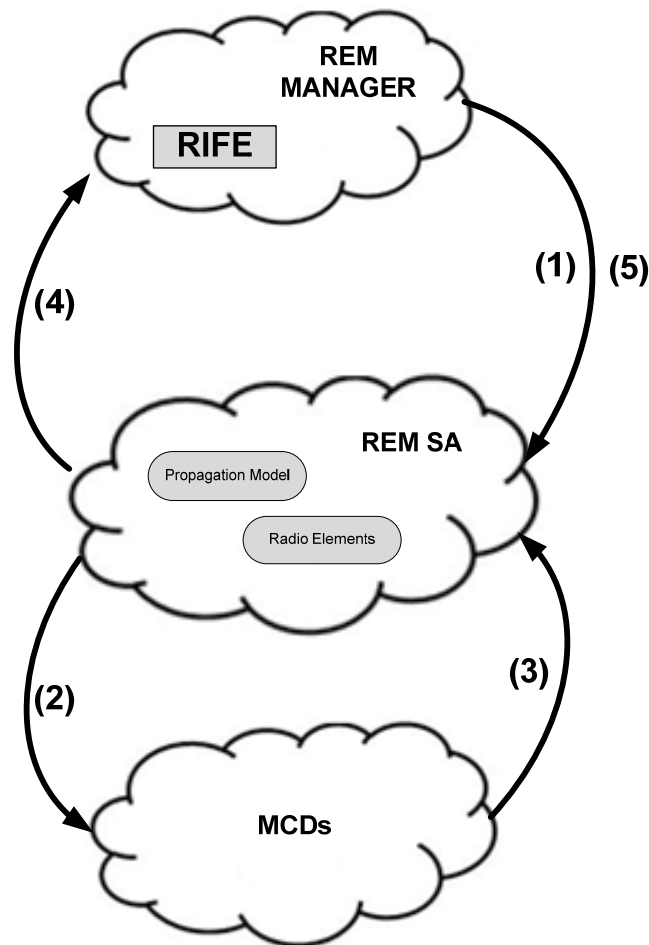 REM
MANAGER
RIFE
(1)
(5)
(4)
REM SA
Propagation Model
Radio Elements
(2)
(3)
MCDs